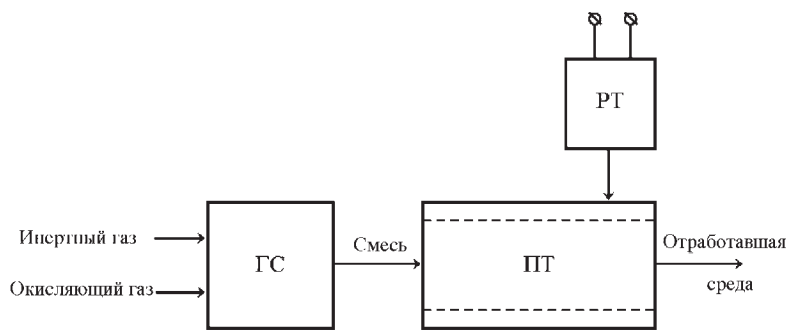 РТ
Инертный газ
Окисляющий газ
ГС
Смесь
ПТ
Отработавшая
среда